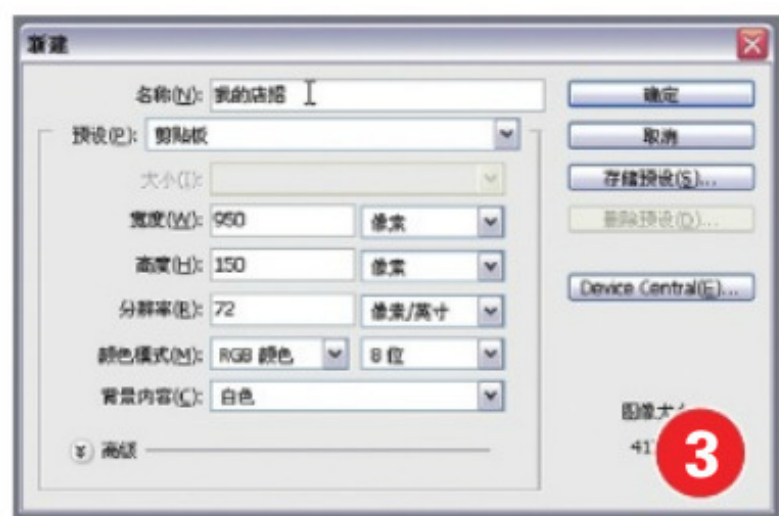 新建
名称(N): 我的店招 确定
预设(P): 剪贴板 取消
大小(I): 存储预设(S)...
宽度(W): 950 像素 删除预设(D)...
高度(H): 150 像素
Device Central(E)...
分辨率(R): 72 像素/英寸
颜色模式(M): RGB 颜色 8 位
背景内容(C): 白色
图像大
高级
41
3